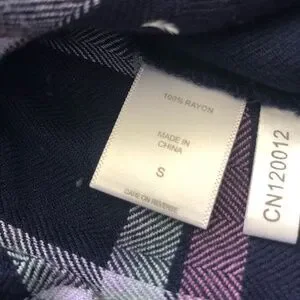 100% RAYON
MADE IN
CHINA
S
CARE ON REVERSE
CN120012